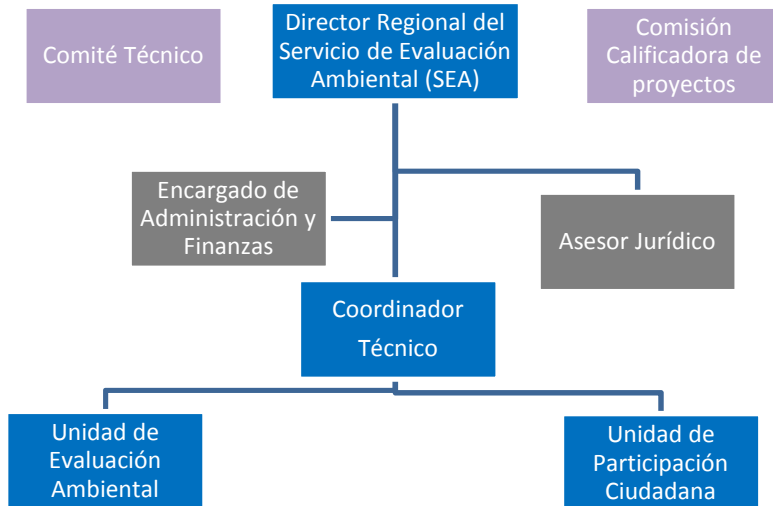 Comité Técnico
Director Regional del
Servicio de Evaluación
Ambiental (SEA)
Comisión
Calificadora de
proyectos
Encargado de
Administración y
Finanzas
Asesor Jurídico
Coordinador
Técnico
Unidad de
Evaluación
Ambiental
Unidad de
Participación
Ciudadana